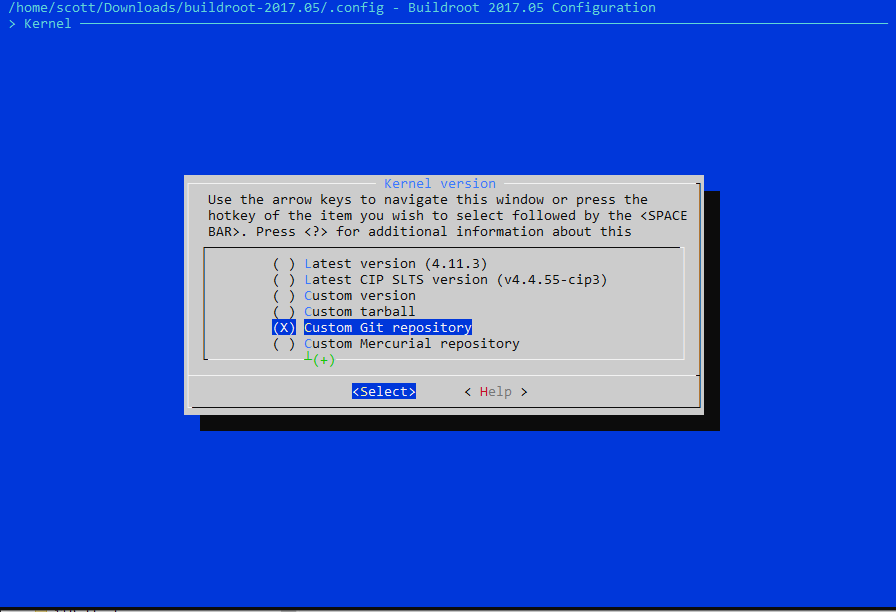 /home/scott/Downloads/buildroot-2017.05/.config - Buildroot 2017.05 Configuration
> Kernel
Kernel version
Use the arrow keys to navigate this window or press the
hotkey of the item you wish to select followed by the <SPACE
BAR>. Press <?> for additional information about this
( ) Latest version (4.11.3)
( ) Latest CIP SLTS version (v4.4.55-cip3)
( ) Custom version
( ) Custom tarball
(X) Custom Git repository
( ) Custom Mercurial repository
┴(+)
<Select> < Help >